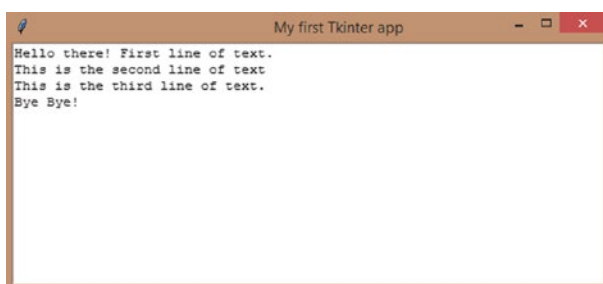 My first Tkinter app
Hello there! First line of text.
This is the second line of text
This is the third line of text.
Bye Bye!